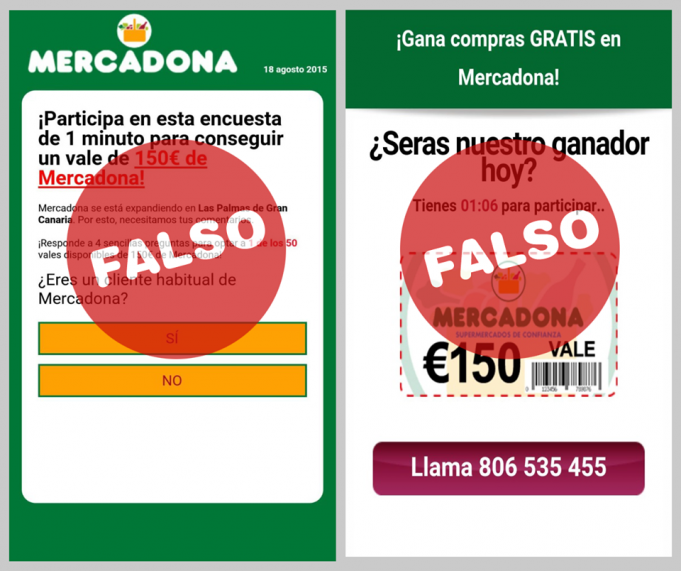 MERCADONA
18 agosto 2015
¡Participa en esta encuesta
de 1 minuto para conseguir
un vale de 150€ de
Mercadona!
Mercadona se está expandiendo en Las Palmas de Gran
Canaria. Por esto, necesitamos tus comentarios.
¡Responde a 4 sencillas preguntas para optar a 1 de los 50
vales disponibles de 150€ de Mercadona!
¿Eres un cliente habitual de
Mercadona?
SÍ
NO
FALSO
¡Gana compras GRATIS en
Mercadona!
¿Seras nuestro ganador
hoy?
Tienes 01:06 para participar..
FALSO
MERCADONA
SUPERMERCADOS DE CONFIANZA
€150 VALE
Llama 806 535 455